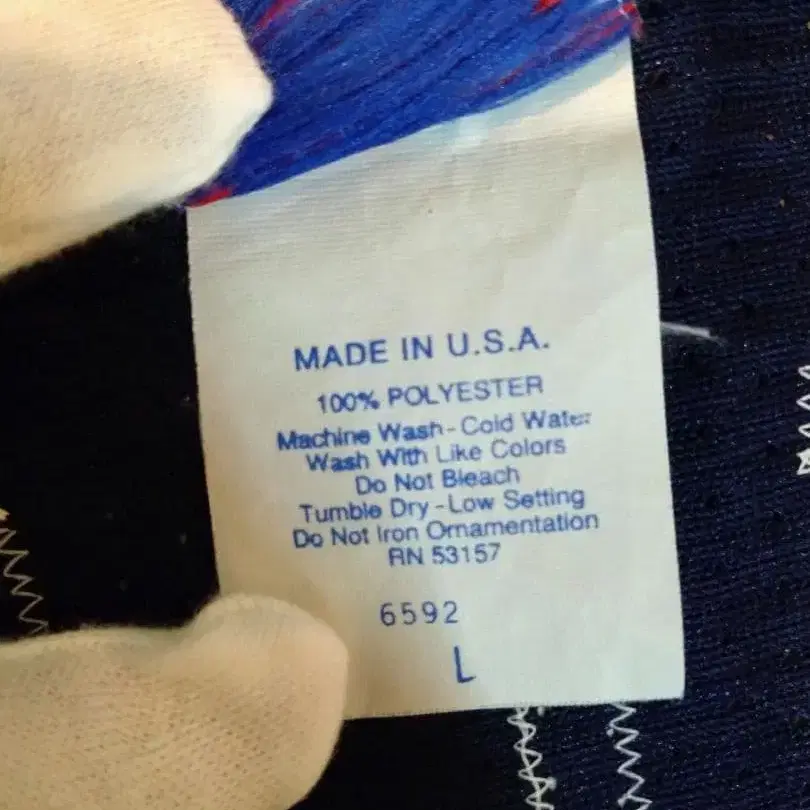 MADE IN U.S.A.
100% POLYESTER
Machine Wash-Cold Water
Wash With Like Colors
Do Not Bleach
Tumble Dry-Low Setting
Do Not Iron Ornamentation
RN 53157
6592
L